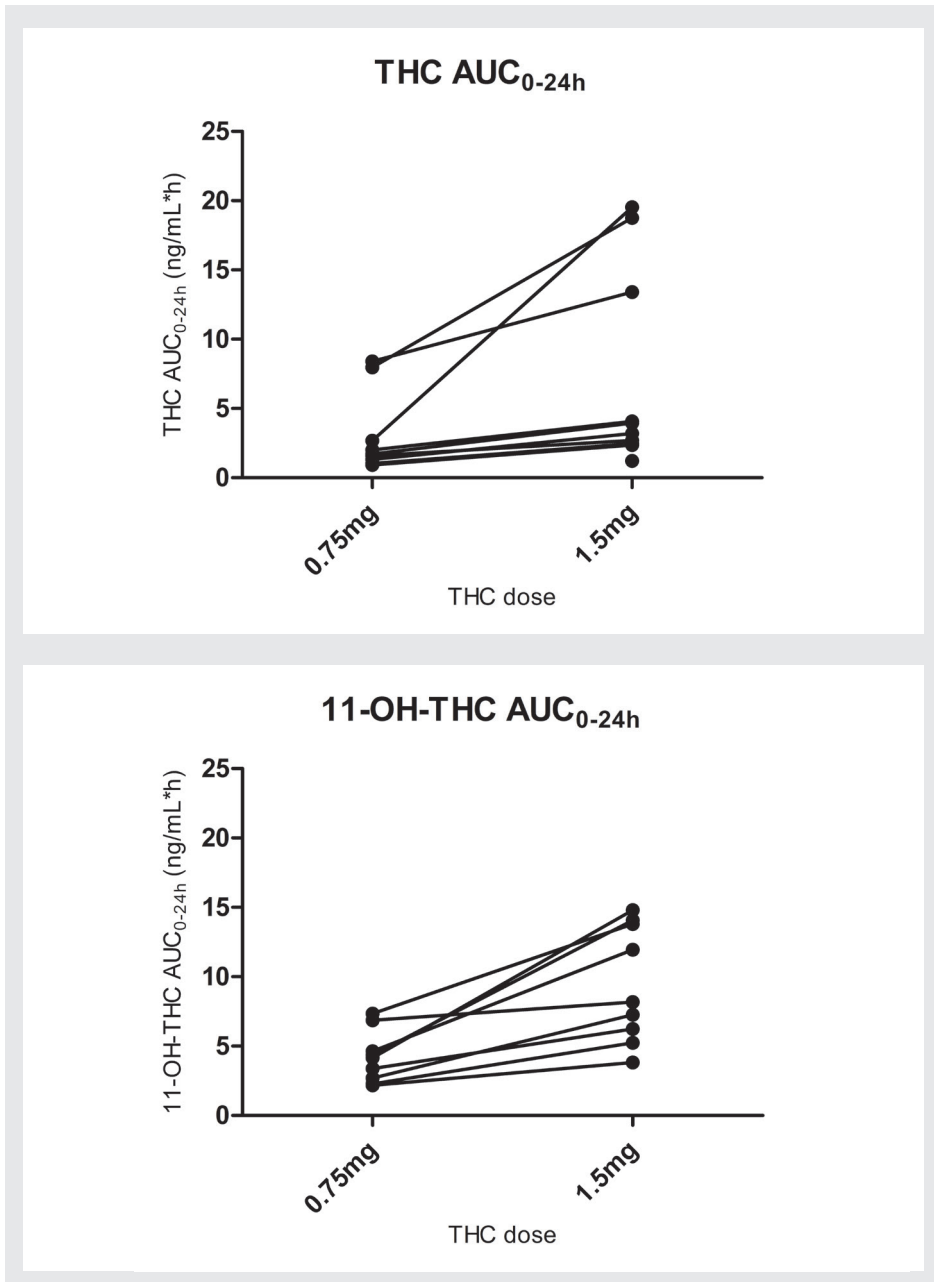 THC AUC0-24h
THC AUC0-24h (ng/mL*h)
25
20
15
10
5
0
0.75mg
1.5mg
THC dose
11-OH-THC AUC0-24h
11-OH-THC AUC0-24h (ng/mL*h)
25
20
15
10
5
0
0.75mg
1.5mg
THC dose